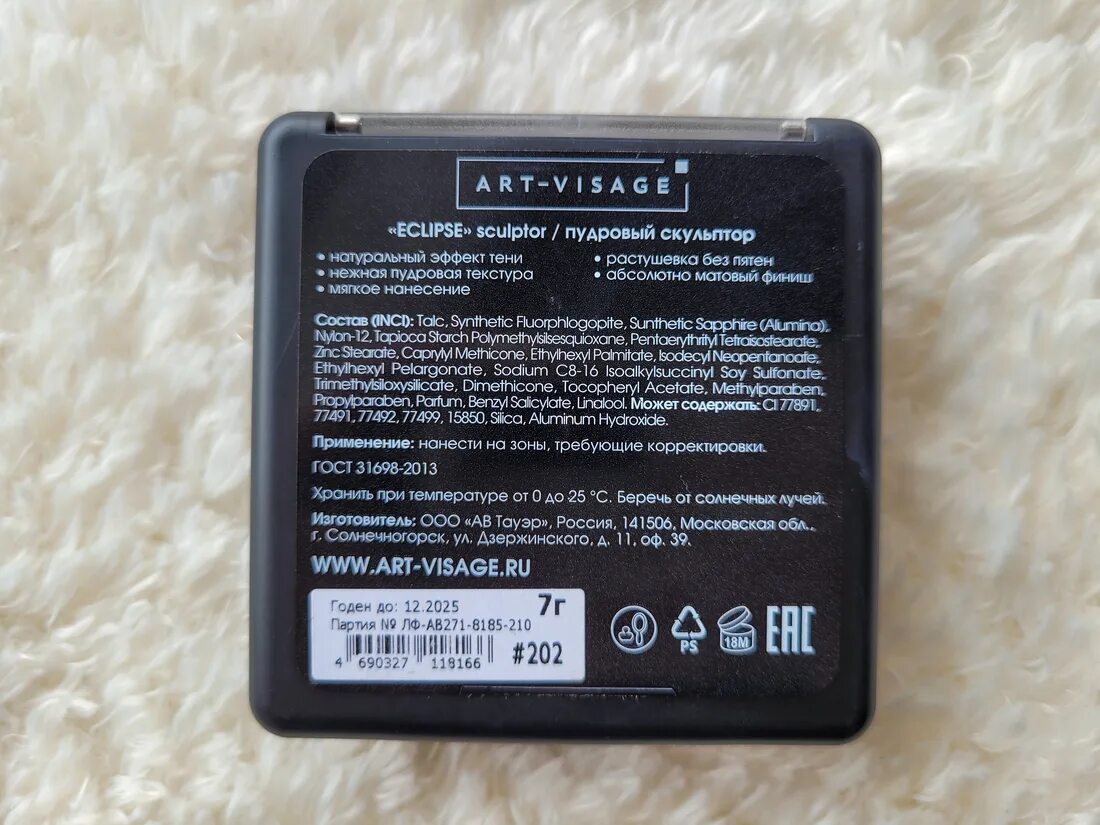 ART-VISAGE
«ECLIPSE» sculptor / пудровый скульптор
• натуральный эффект тени
• нежная пудровая текстура
• мягкое нанесение
• растушевка без пятен
• абсолютно матовый финиш
Состав (INCI): Talc, Synthetic Fluorphlogopite, Sunthetic Sapphire (Alumina),
Nylon-12, Tapioca Starch Polymethylsilsesquioxane, Pentaerythrityl Tetraisostearate,
Zinc Stearate, Caprylyl Methicone, Ethylhexyl Palmitate, Isodecyl Neopentanoate,
Ethylhexyl Pelargonate, Sodium C8-16 Isoalkylsuccinyl Soy Sulfonate,
Trimethylsiloxysilicate, Dimethicone, Tocopheryl Acetate, Methylparaben,
Propylparaben, Parfum, Benzyl Salicylate, Linalool. Может содержать: CI 77891,
77491, 77492, 77499, 15850, Silica, Aluminum Hydroxide.
Применение: нанести на зоны, требующие корректировки.
ГОСТ 31698-2013
Хранить при температуре от 0 до 25 °С. Беречь от солнечных лучей.
Изготовитель: ООО «АВ Тауэр», Россия, 141506, Московская обл.,
г. Солнечногорск, ул. Дзержинского, д. 11, оф. 39.
WWW.ART-VISAGE.RU
Годен до: 12.2025 7г
Партия № ЛФ-АВ271-8185-210
4 690327 118166 #202
PS
18M
EAC